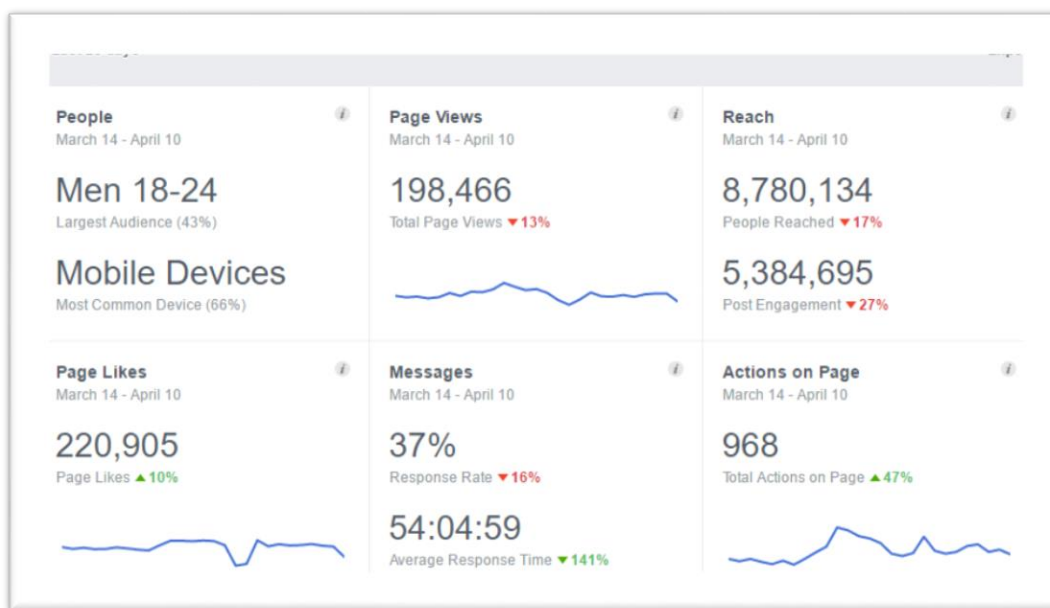 People
March 14 - April 10
Men 18-24
Largest Audience (43%)
Mobile Devices
Most Common Device (66%)
Page Views
March 14 - April 10
198,466
Total Page Views ▼13%
Reach
March 14 - April 10
8,780,134
People Reached ▼17%
5,384,695
Post Engagement ▼27%
Page Likes
March 14 - April 10
220,905
Page Likes ▲10%
Messages
March 14 - April 10
37%
Response Rate ▼16%
54:04:59
Average Response Time ▼141%
Actions on Page
March 14 - April 10
968
Total Actions on Page ▲47%